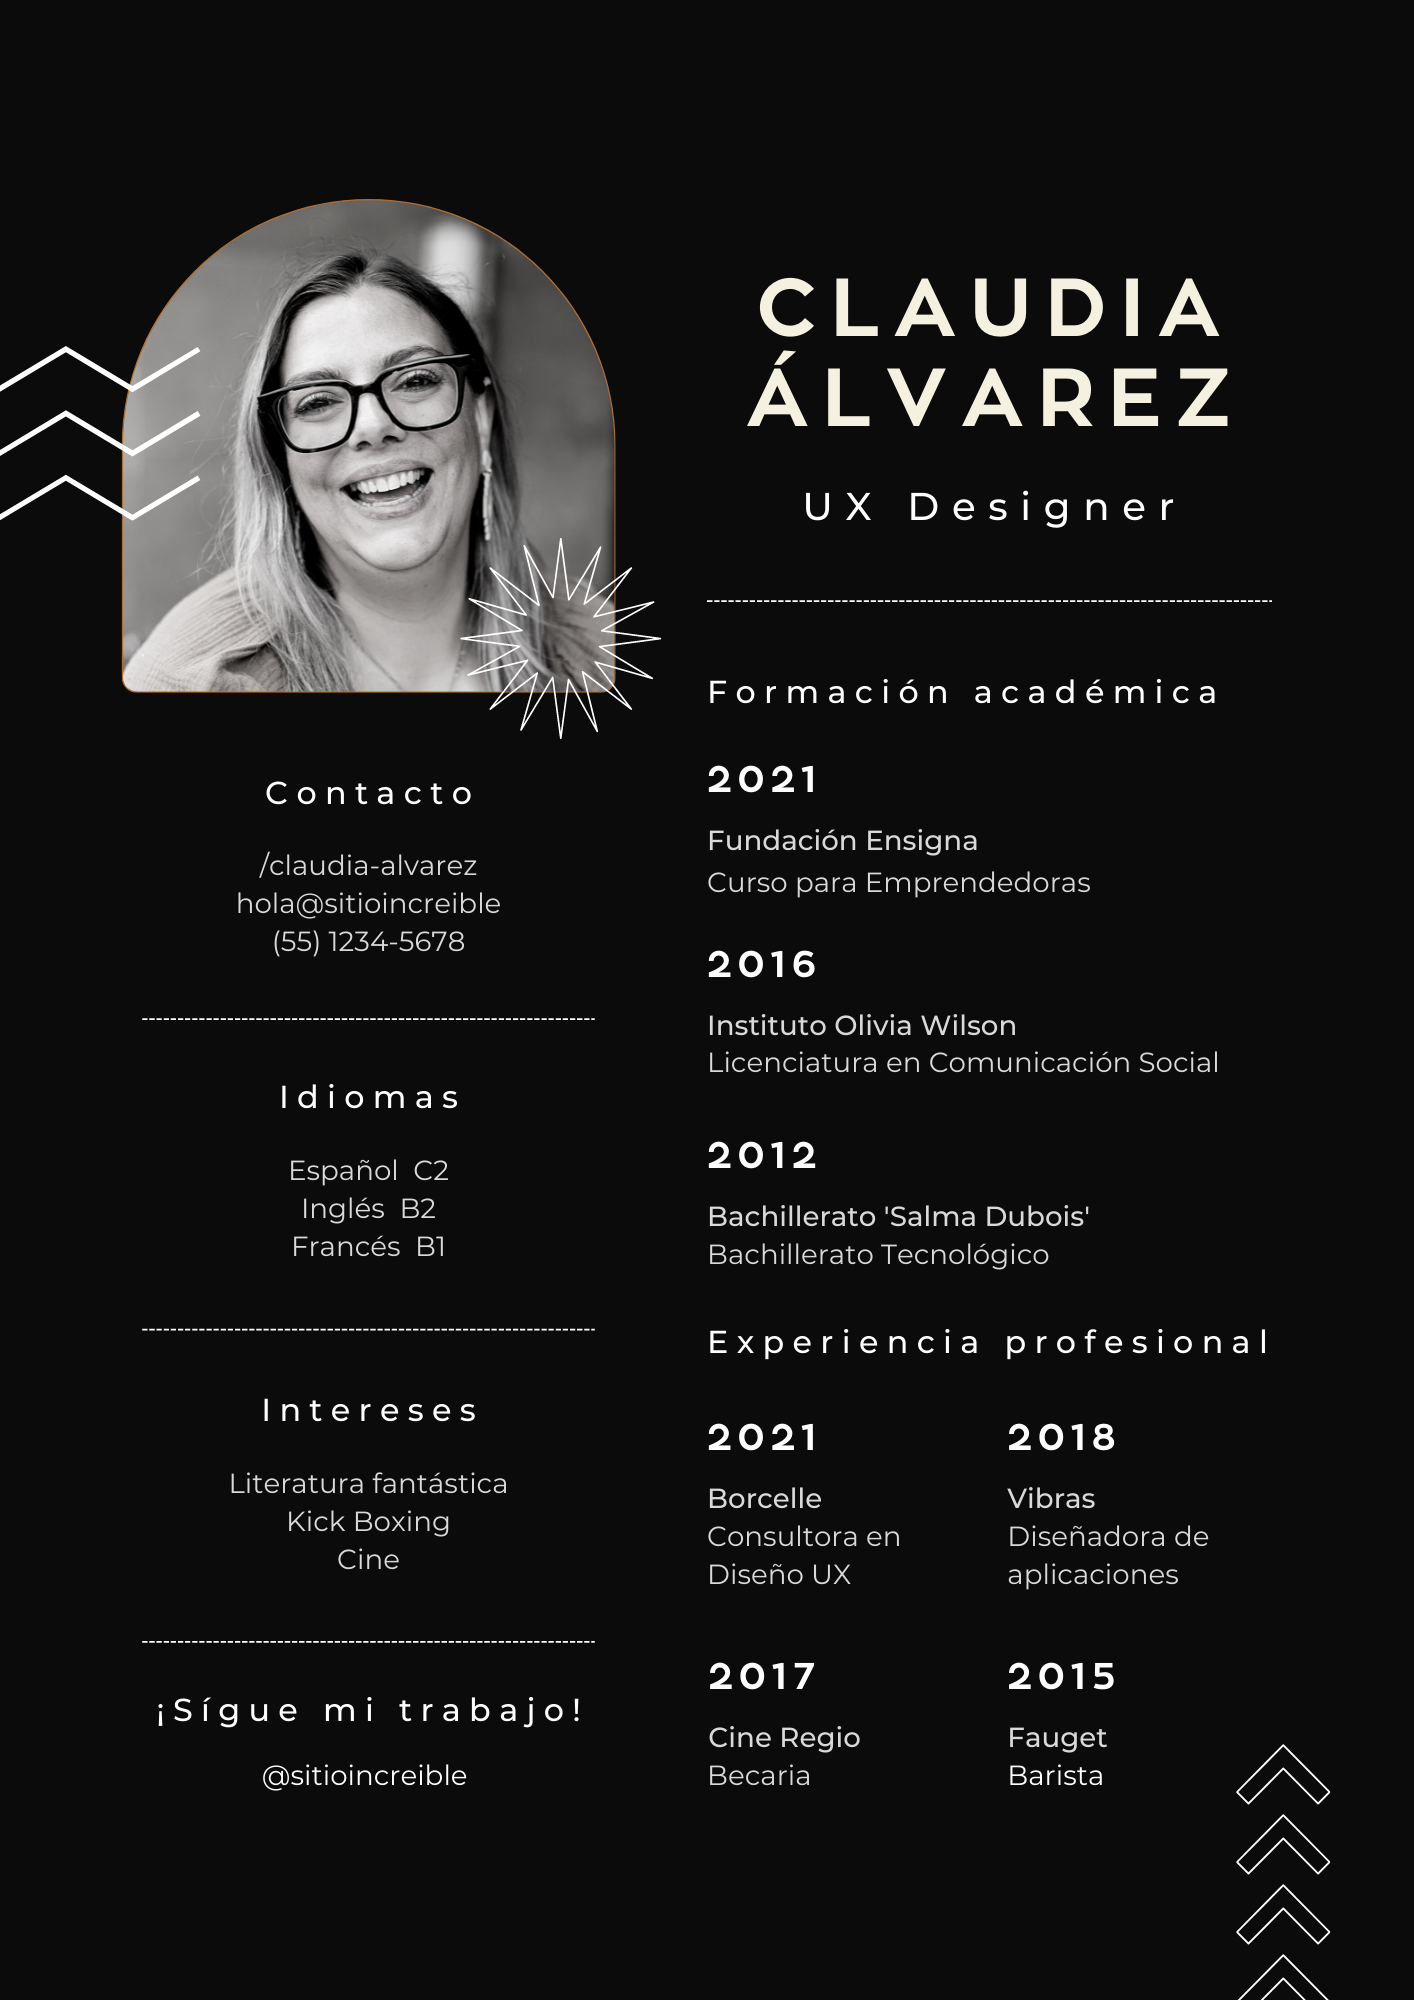 CLAUDIA
ÁLVAREZ
UX Designer
Contacto
/claudia-alvarez
hola@sitioincreible
(55) 1234-5678
Idiomas
Español C2
Inglés B2
Francés B1
Intereses
Literatura fantástica
Kick Boxing
Cine
¡Sígue mi trabajo!
@sitioincreible
Formación académica
2021
Fundación Ensigna
Curso para Emprendedoras
2016
Instituto Olivia Wilson
Licenciatura en Comunicación Social
2012
Bachillerato 'Salma Dubois'
Bachillerato Tecnológico
Experiencia profesional
2021
Borcelle
Consultora en
Diseño UX
2018
Vibras
Diseñadora de
aplicaciones
2017
Cine Regio
Becaria
2015
Fauget
Barista